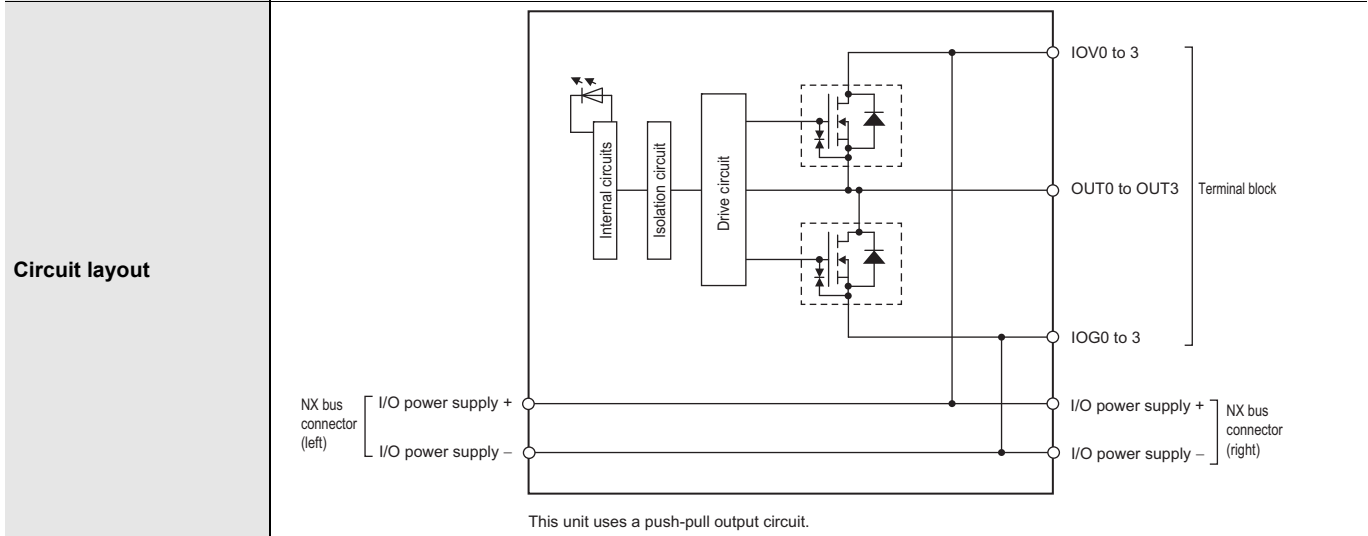 Circuit layout
Internal circuits
Isolation circuit
Drive circuit
IOV0 to 3
OUT0 to OUT3
Terminal block
IOG0 to 3
NX bus
connector
(left)
I/O power supply +
I/O power supply –
I/O power supply +
I/O power supply –
NX bus
connector
(right)
This unit uses a push-pull output circuit.